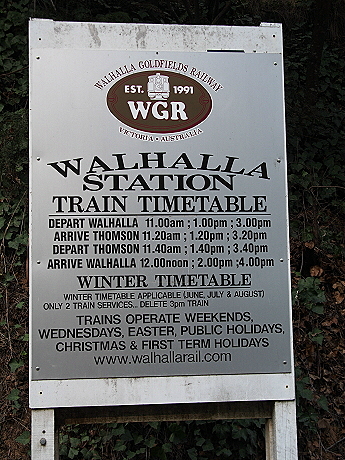 WALHALLA GOLDFIELDS RAILWAY
EST. 1991
WGR
VICTORIA • AUSTRALIA
WALHALLA
STATION
TRAIN TIMETABLE
DEPART WALHALLA 11.00am ; 1.00pm ; 3.00pm
ARRIVE THOMSON 11.20am ; 1.20pm ; 3.20pm
DEPART THOMSON 11.40am ; 1.40pm ; 3.40pm
ARRIVE WALHALLA 12.00noon ; 2.00pm ;4.00pm
WINTER TIMETABLE
WINTER TIMETABLE APPLICABLE (JUNE, JULY & AUGUST)
ONLY 2 TRAIN SERVICES... DELETE 3pm TRAIN
TRAINS OPERATE WEEKENDS,
WEDNESDAYS, EASTER, PUBLIC HOLIDAYS,
CHRISTMAS & FIRST TERM HOLIDAYS
www.walhallarail.com